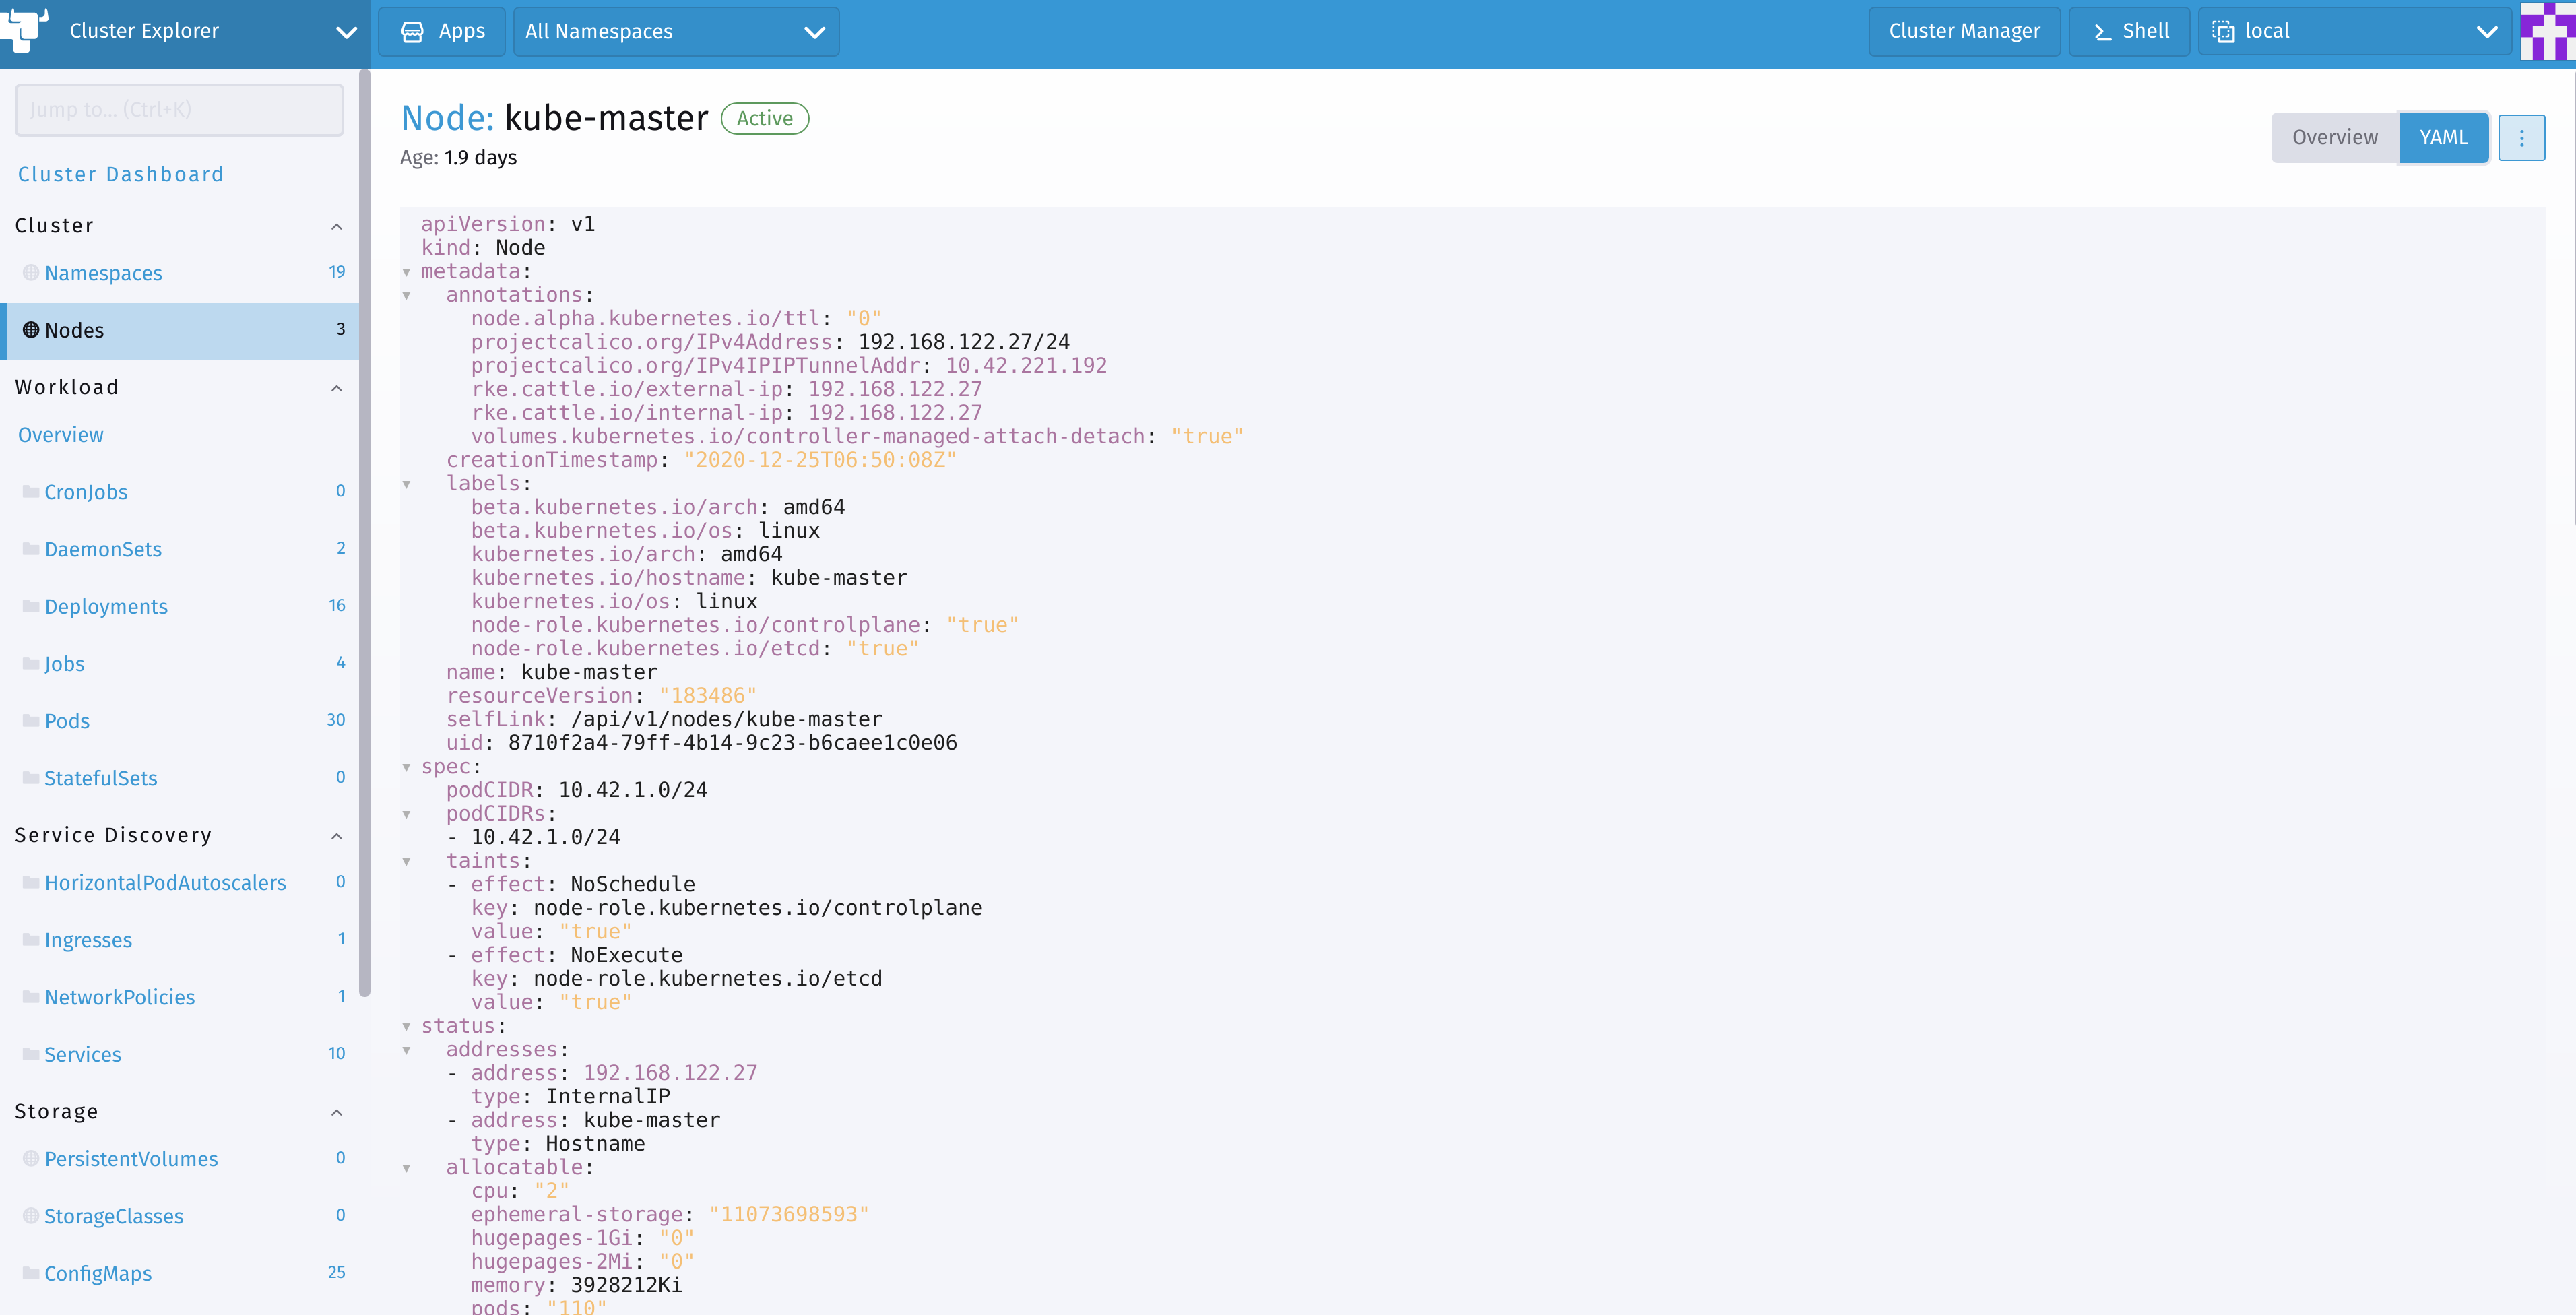 Cluster Explorer
Apps
All Namespaces
Cluster Manager
Shell
local
Jump to... (Ctrl+K)
Cluster Dashboard
Cluster
Namespaces 19
Nodes 3
Workload
Overview
CronJobs 0
DaemonSets 2
Deployments 16
Jobs 4
Pods 30
StatefulSets 0
Service Discovery
HorizontalPodAutoscalers 0
Ingresses 1
NetworkPolicies 1
Services 10
Storage
PersistentVolumes 0
StorageClasses 0
ConfigMaps 25
Node: kube-master Active
Age: 1.9 days
Overview YAML
apiVersion: v1
kind: Node
metadata:
  annotations:
    node.alpha.kubernetes.io/ttl: "0"
    projectcalico.org/IPv4Address: 192.168.122.27/24
    projectcalico.org/IPv4IPIPTunnelAddr: 10.42.221.192
    rke.cattle.io/external-ip: 192.168.122.27
    rke.cattle.io/internal-ip: 192.168.122.27
    volumes.kubernetes.io/controller-managed-attach-detach: "true"
  creationTimestamp: "2020-12-25T06:50:08Z"
  labels:
    beta.kubernetes.io/arch: amd64
    beta.kubernetes.io/os: linux
    kubernetes.io/arch: amd64
    kubernetes.io/hostname: kube-master
    kubernetes.io/os: linux
    node-role.kubernetes.io/controlplane: "true"
    node-role.kubernetes.io/etcd: "true"
  name: kube-master
  resourceVersion: "183486"
  selfLink: /api/v1/nodes/kube-master
  uid: 8710f2a4-79ff-4b14-9c23-b6caee1c0e06
spec:
  podCIDR: 10.42.1.0/24
  podCIDRs:
  - 10.42.1.0/24
  taints:
  - effect: NoSchedule
    key: node-role.kubernetes.io/controlplane
    value: "true"
  - effect: NoExecute
    key: node-role.kubernetes.io/etcd
    value: "true"
status:
  addresses:
  - address: 192.168.122.27
    type: InternalIP
  - address: kube-master
    type: Hostname
  allocatable:
    cpu: "2"
    ephemeral-storage: "11073698593"
    hugepages-1Gi: "0"
    hugepages-2Mi: "0"
    memory: 3928212Ki
    pods: "110"